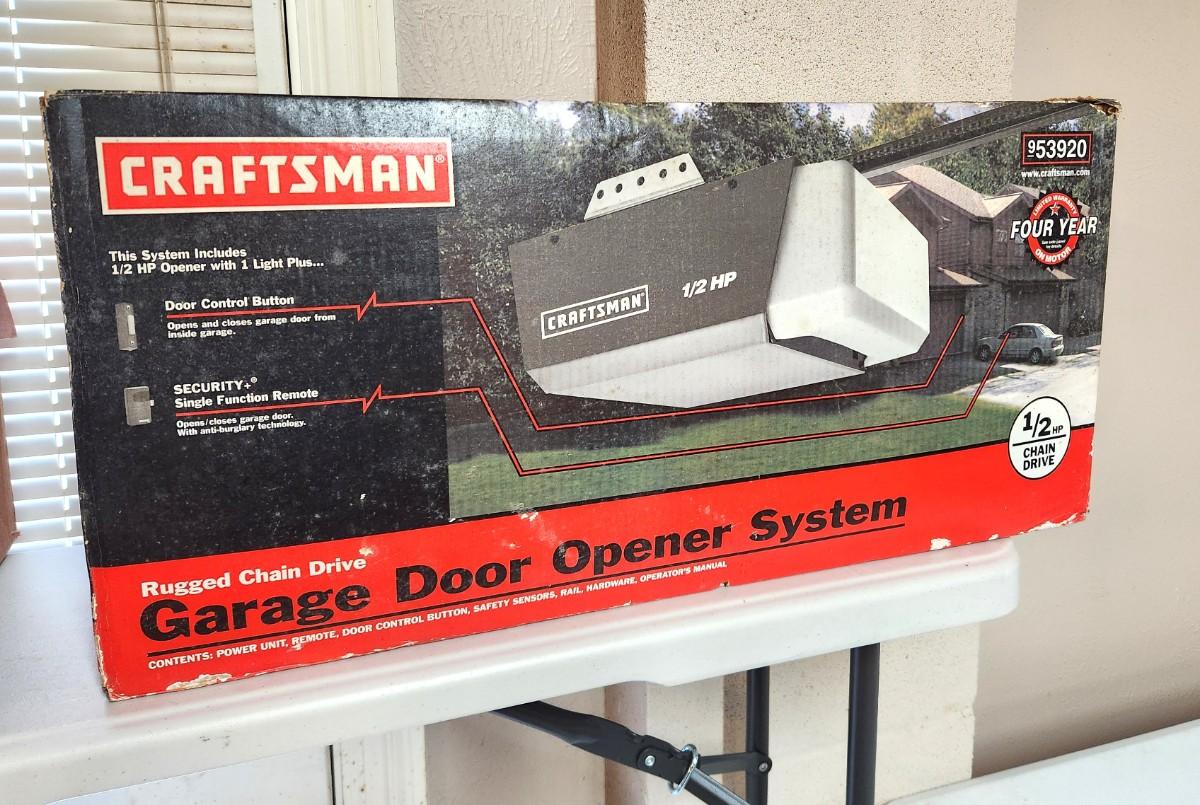 CRAFTSMAN®
This System Includes
1/2 HP Opener with 1 Light Plus...
Door Control Button
Opens and closes garage door from
inside garage.
SECURITY+®
Single Function Remote
Opens/closes garage door.
With anti-burglary technology.
CRAFTSMAN®
1/2 HP
953920
www.craftsman.com
LIMITED WARRANTY
FOUR YEAR
ON MOTOR
1/2 HP
CHAIN
DRIVE
Rugged Chain Drive
Garage Door Opener System
CONTENTS: POWER UNIT, REMOTE, DOOR CONTROL BUTTON, SAFETY SENSORS, RAIL, HARDWARE, OPERATOR'S MANUAL